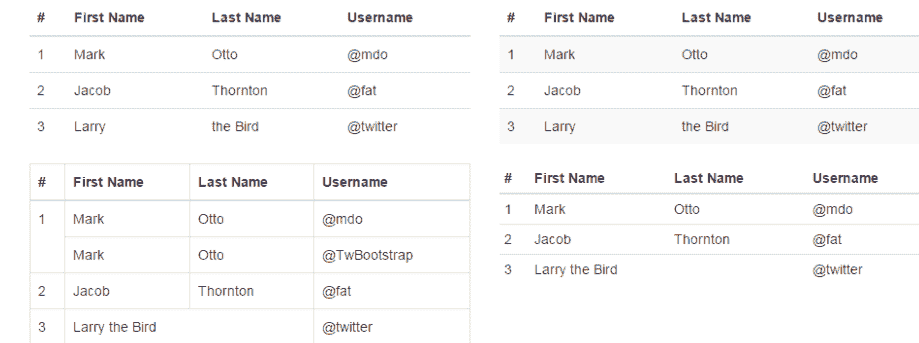 # First Name Last Name Username
1 Mark Otto @mdo
2 Jacob Thornton @fat
3 Larry the Bird @twitter
# First Name Last Name Username
1 Mark Otto @mdo
2 Jacob Thornton @fat
3 Larry the Bird @twitter
# First Name Last Name Username
1 Mark Otto @mdo
Mark Otto @TwBootstrap
2 Jacob Thornton @fat
3 Larry the Bird @twitter
# First Name Last Name Username
1 Mark Otto @mdo
2 Jacob Thornton @fat
3 Larry the Bird @twitter